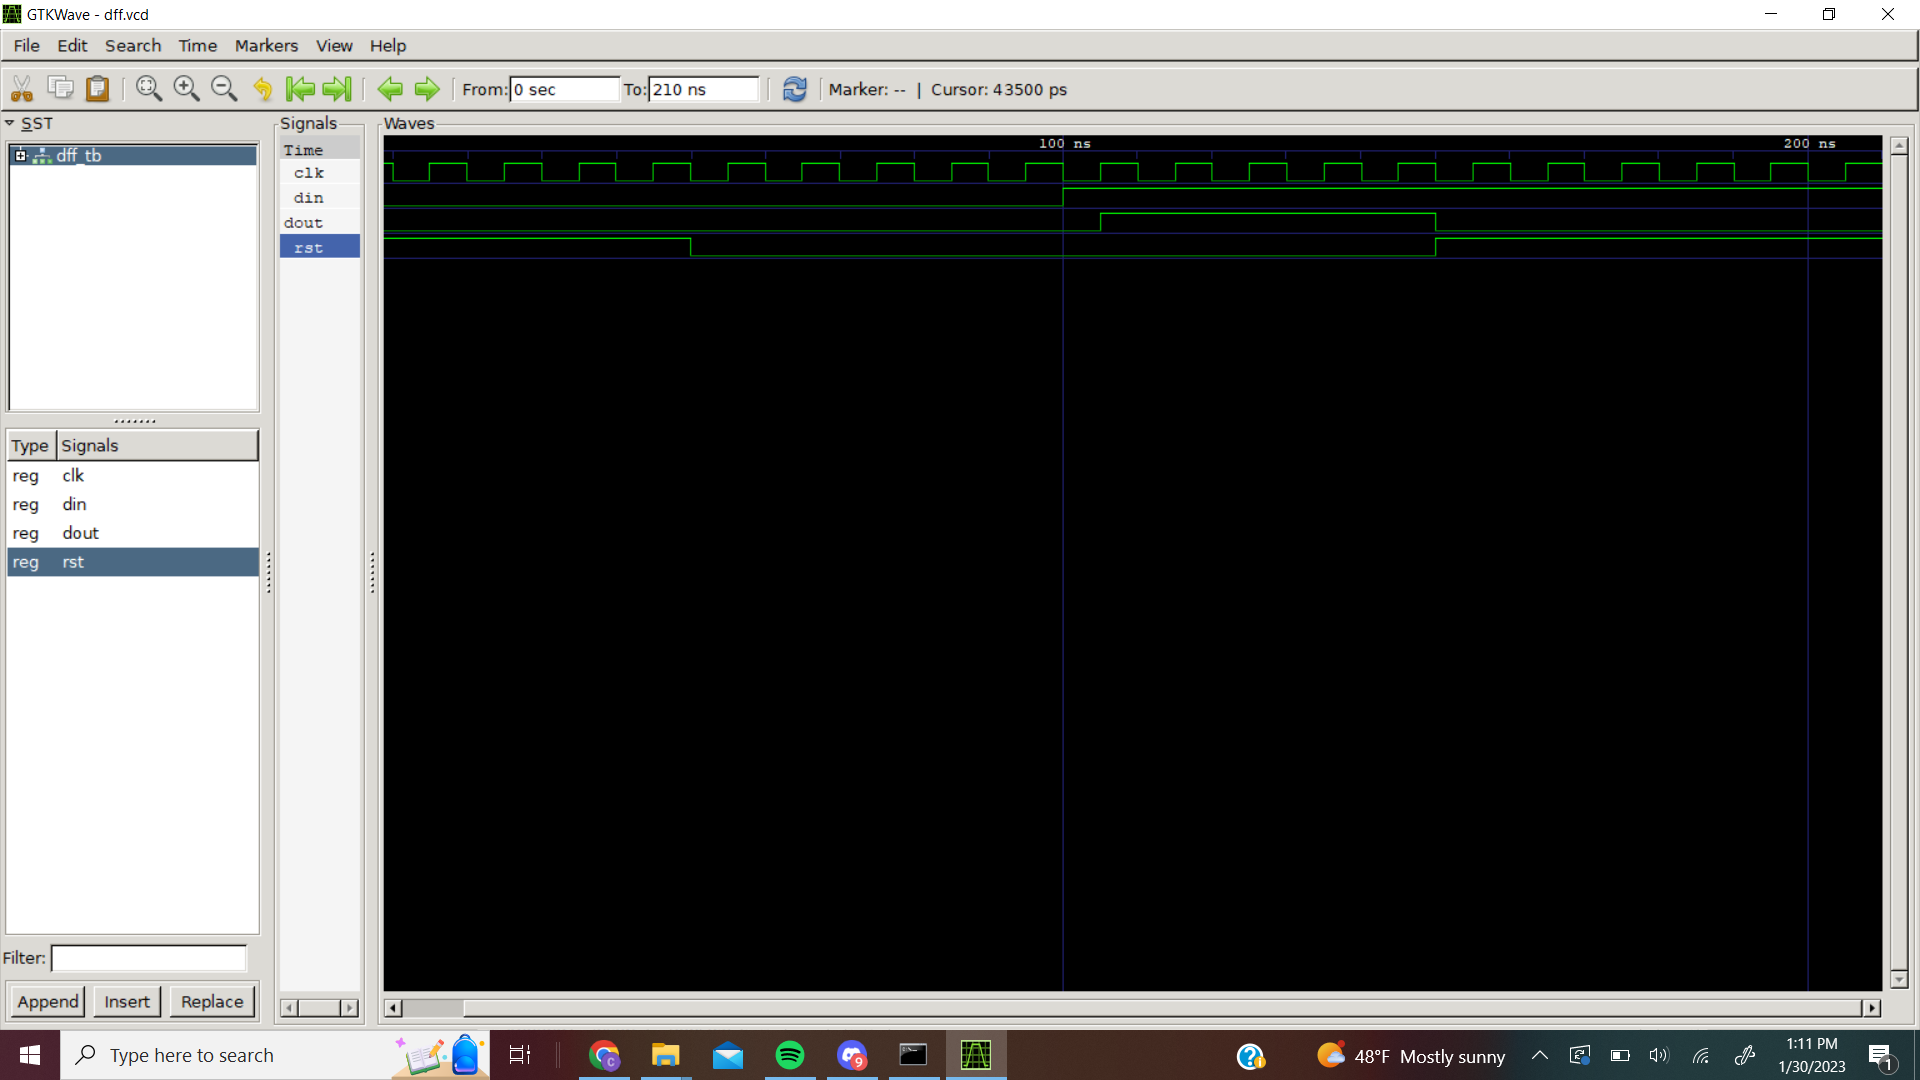 GTKWave - dff.vcd
File Edit Search Time Markers View Help
From: 0 sec To: 210 ns Marker: -- | Cursor: 43500 ps
SST
dff_tb
Type Signals
reg clk
reg din
reg dout
reg rst
Filter:
Append Insert Replace
Signals
Time
clk
din
dout
rst
Waves
100 ns 200 ns
Type here to search
C
9
48°F Mostly sunny
1:11 PM
1/30/2023
1